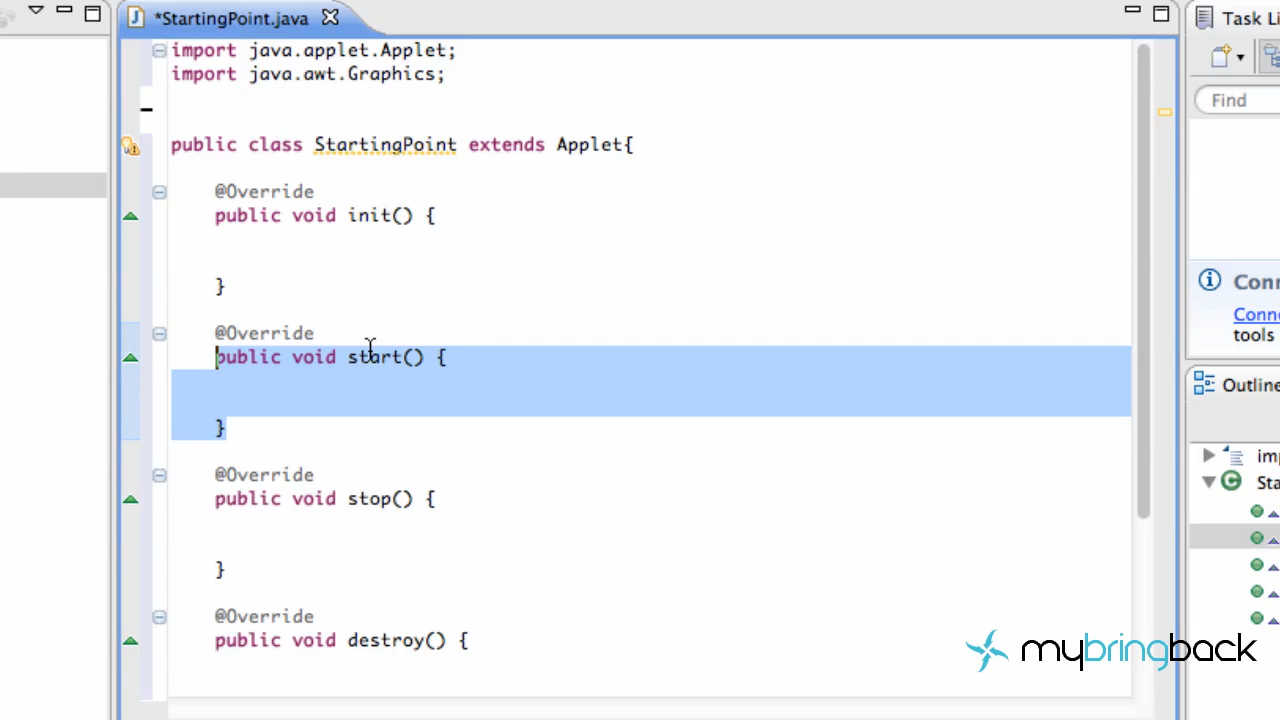 *StartingPoint.java
import java.applet.Applet;
import java.awt.Graphics;
public class StartingPoint extends Applet{
@Override
public void init() {
}
@Override
public void start() {
}
@Override
public void stop() {
}
@Override
public void destroy() {
Task Li
Find
Conn
Conne
tools
Outline
imp
Sta
mybringback